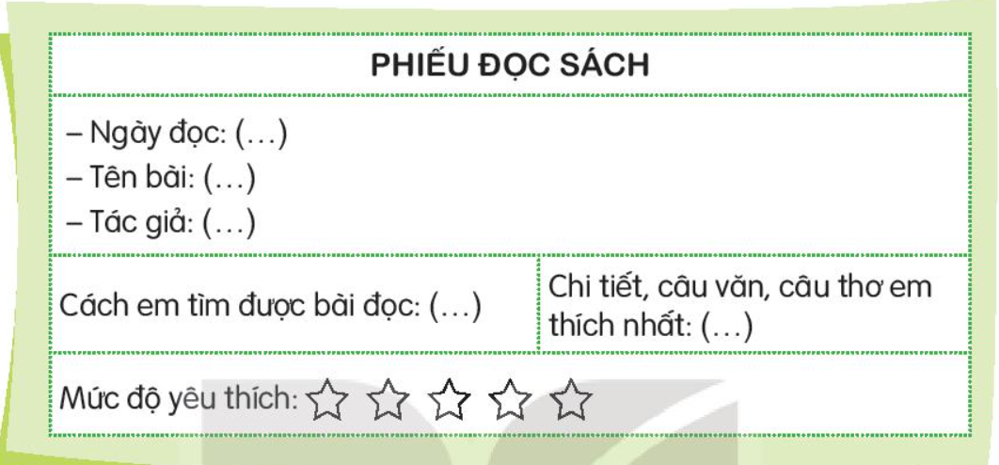 PHIẾU ĐỌC SÁCH
– Ngày đọc: (...)
– Tên bài: (...)
– Tác giả: (...)
Cách em tìm được bài đọc: (...)
Chi tiết, câu văn, câu thơ em
thích nhất: (...)
Mức độ yêu thích: